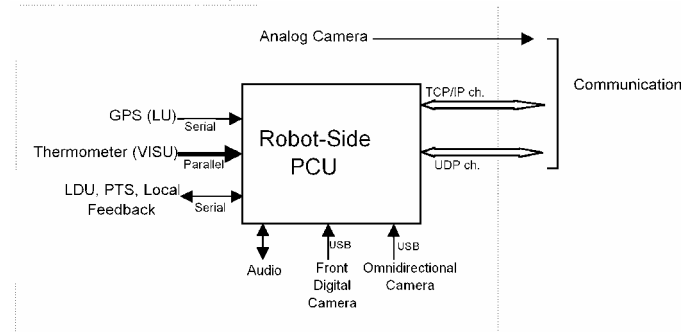 Analog Camera
Communication
TCP/IP ch.
GPS (LU)
Serial
Robot-Side
PCU
Thermometer (VISU)
Parallel
UDP ch.
LDU, PTS, Local
Feedback
Serial
USB
USB
Audio
Front
Digital
Camera
Omnidirectional
Camera